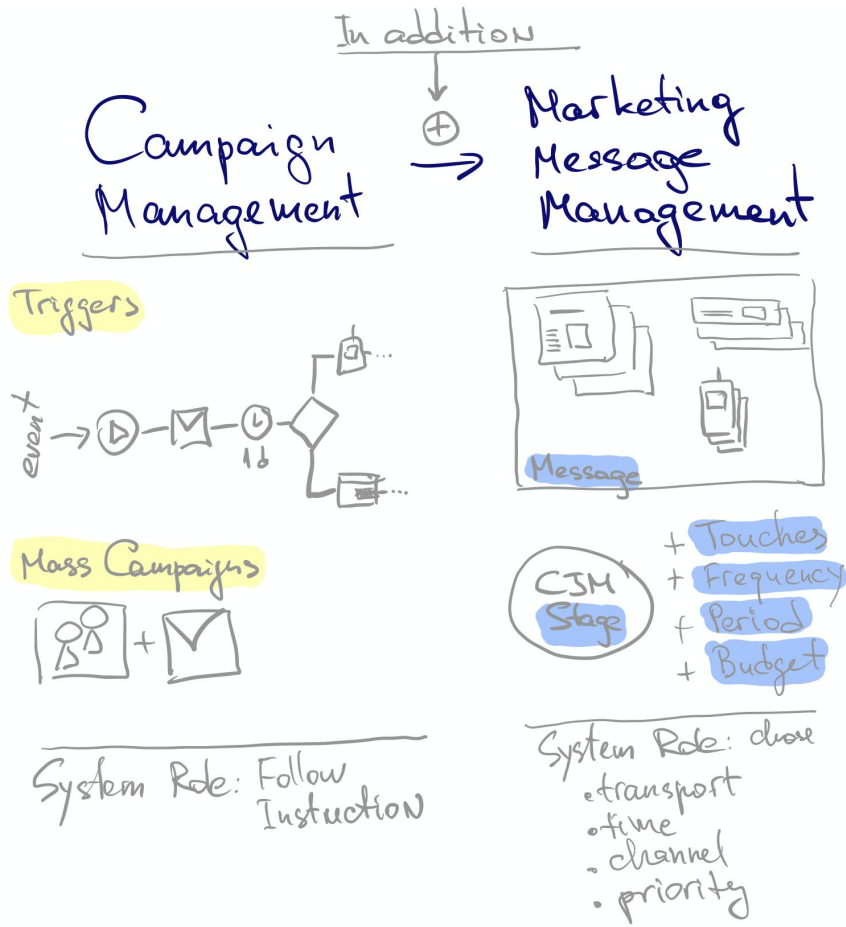 In addition
+
Campaign
Management
Marketing
Message
Management
Triggers
event
1d
...
...
Mass Campaigns
+
System Role: Follow
Instruction
Message
CJM
Stage
+ Touches
+ Frequency
+ Period
+ Budget
System Role: chose
• transport
• time
• channel
• priority